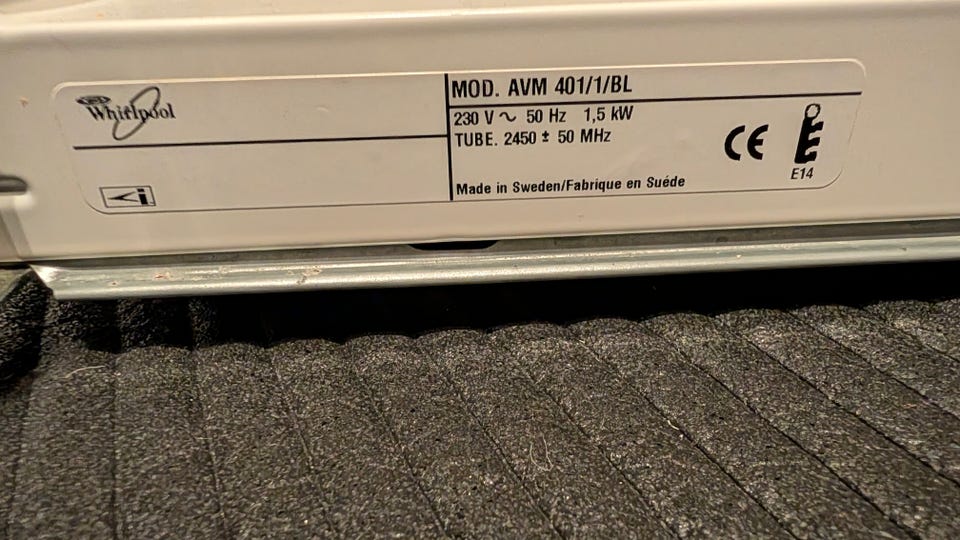 Whirlpool
MOD. AVM 401/1/BL
230 V ~ 50 Hz 1,5 kW
TUBE. 2450 ± 50 MHz
CE
E14
Made in Sweden/Fabrique en Suéde